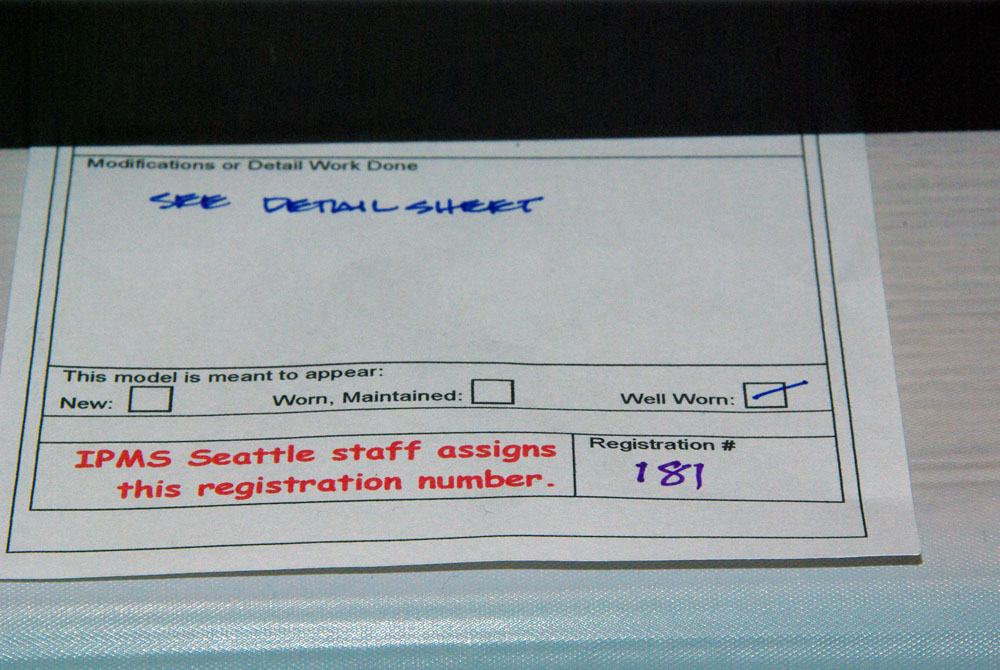 Modifications or Detail Work Done
SEE DETAIL SHEET
This model is meant to appear:
New: Worn, Maintained: Well Worn:
IPMS Seattle staff assigns
this registration number.
Registration #
181